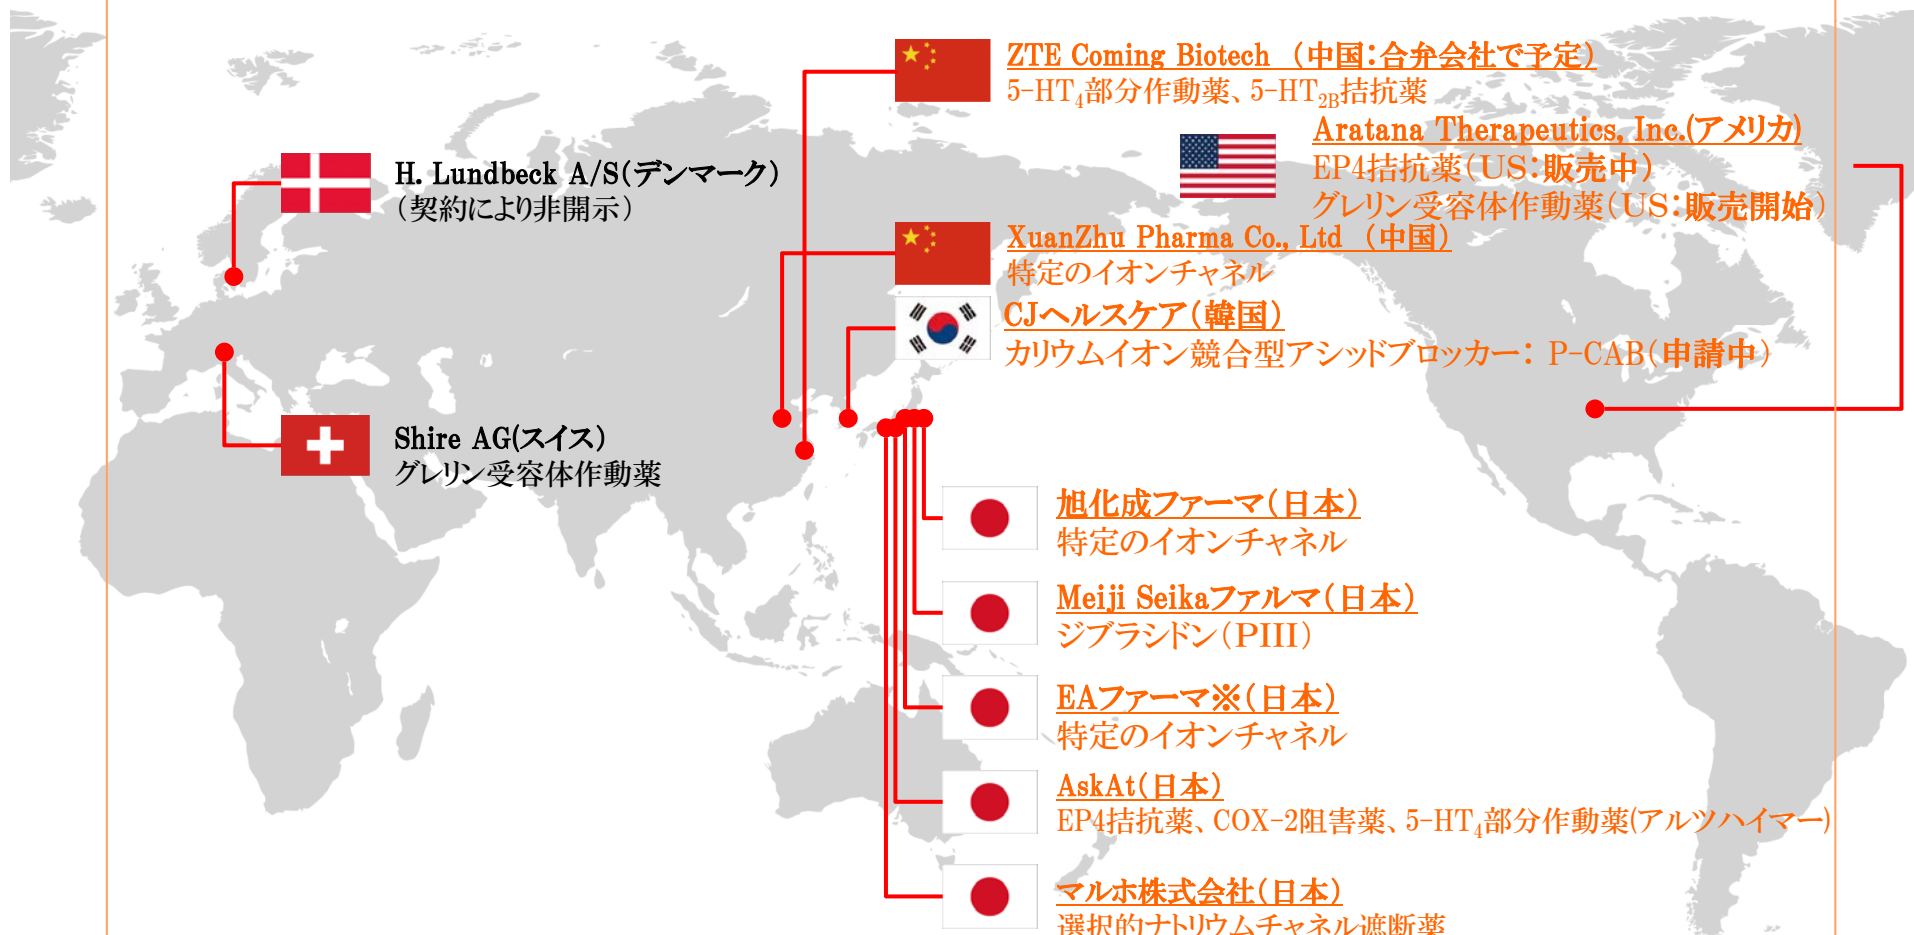 ZTE Coming Biotech （中国：合弁会社で予定）
5-HT4部分作動薬、5-HT2B拮抗薬
Aratana Therapeutics, Inc.(アメリカ)
EP4拮抗薬（US：販売中）
グレリン受容体作動薬（US：販売開始）
H. Lundbeck A/S（デンマーク）
（契約により非開示）
XuanZhu Pharma Co., Ltd （中国）
特定のイオンチャネル
CJヘルスケア（韓国）
カリウムイオン競合型アシッドブロッカー： P-CAB（申請中）
Shire AG(スイス）
グレリン受容体作動薬
旭化成ファーマ（日本）
特定のイオンチャネル
Meiji Seikaファルマ（日本）
ジプラシドン（PIII）
EAファーマ※（日本）
特定のイオンチャネル
AskAt（日本）
EP4拮抗薬、COX-2阻害薬、5-HT4部分作動薬(アルツハイマー)
マルホ株式会社（日本）
選択的ナトリウムチャネル遮断薬